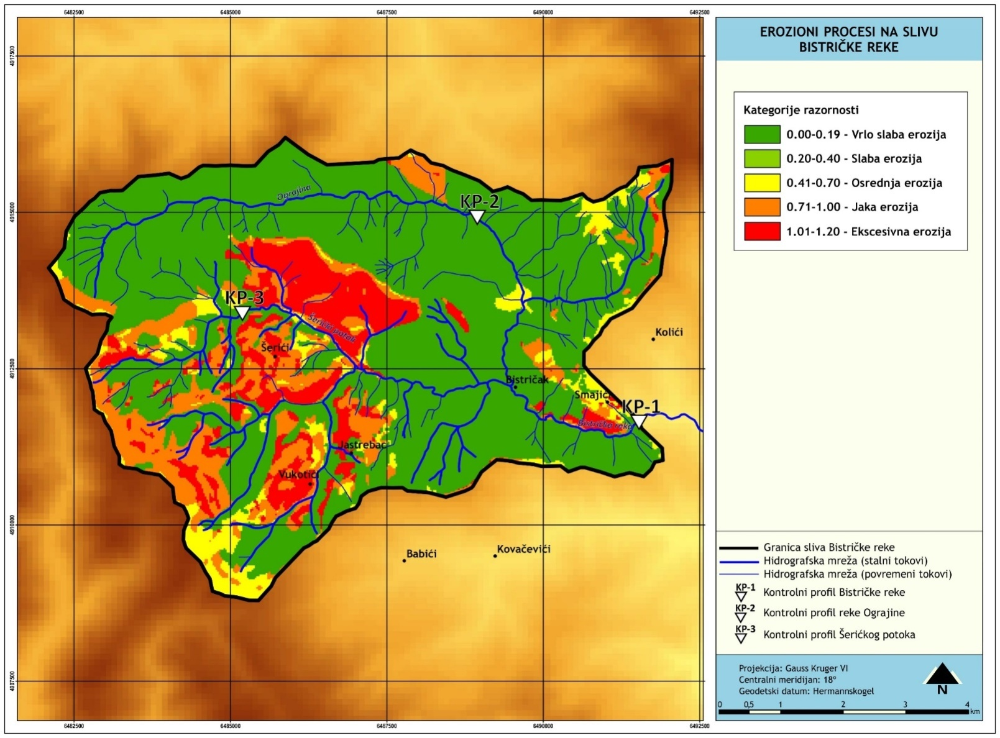 6482500 6485000 6487500 6490000 6492500
4917500
4915000
4912500
4910000
4907500
6482500 6485000 6487500 6490000 6492500
Ograjina
KP-2
KP-3
Šerićki potok
Šerići
Kolići
Bistričak
Smajići
KP-1
Bistrička reka
Jastrebac
Vukotići
Babići
Kovačevići
EROZIONI PROCESI NA SLIVU
BISTRIČKE REKE
Kategorije razornosti
0.00-0.19 - Vrlo slaba erozija
0.20-0.40 - Slaba erozija
0.41-0.70 - Osrednja erozija
0.71-1.00 - Jaka erozija
1.01-1.20 - Ekscesivna erozija
Granica sliva Bistričke reke
Hidrografska mreža (stalni tokovi)
Hidrografska mreža (povremeni tokovi)
KP-1 Kontrolni profil Bistričke reke
KP-2 Kontrolni profil reke Ograjine
KP-3 Kontrolni profil Šerićkog potoka
Projekcija: Gauss Kruger VI
Centralni meridijan: 18°
Geodetski datum: Hermannskogel
N
0 0,5 1 2 3 4 km